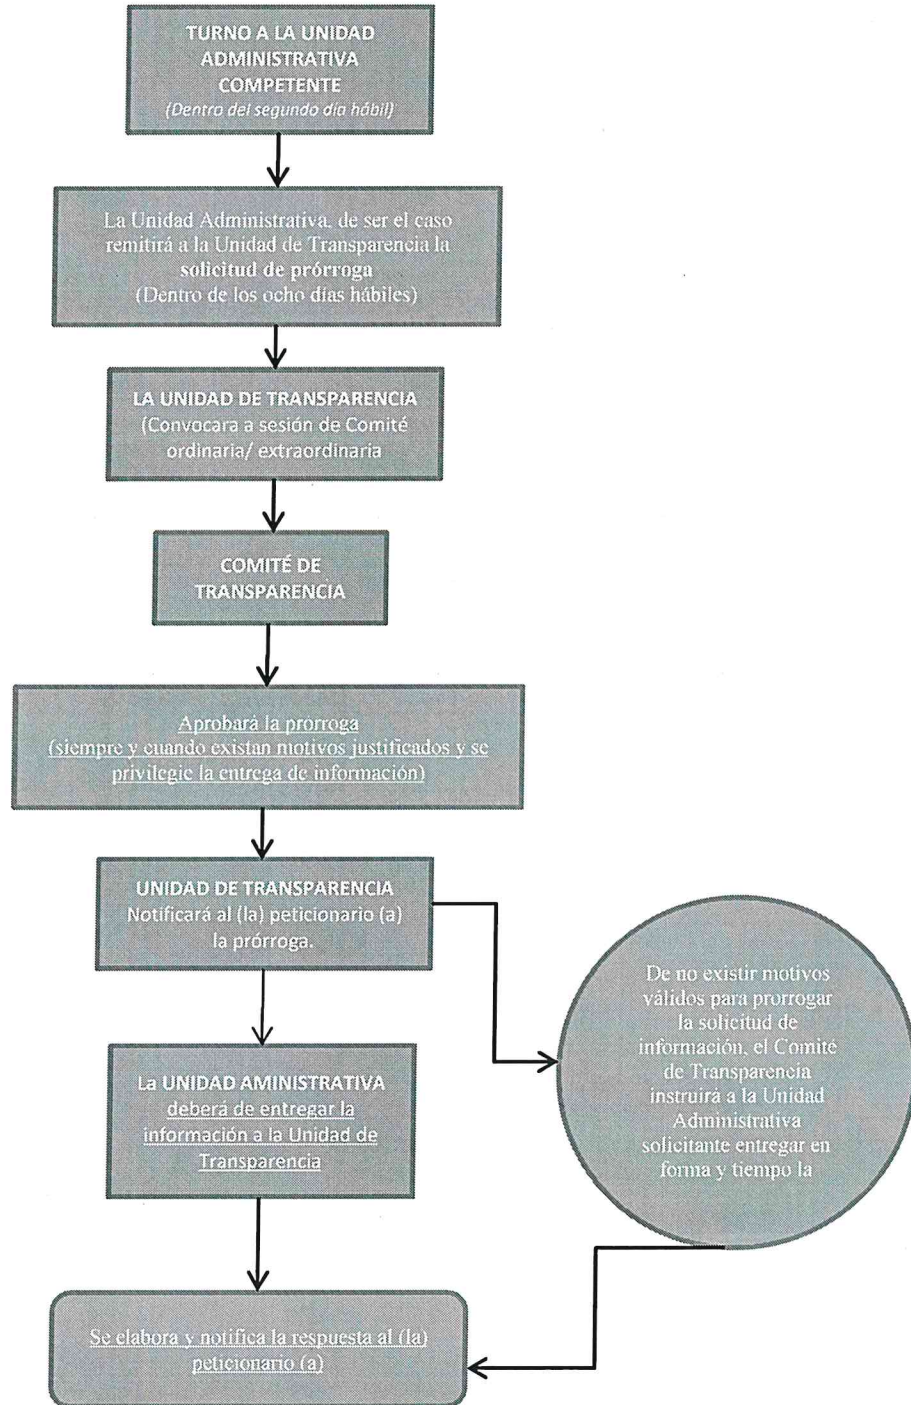 TURNO A LA UNIDAD
ADMINISTRATIVA
COMPETENTE
(Dentro del segundo día hábil)
La Unidad Administrativa, de ser el caso
remitirá a la Unidad de Transparencia la
solicitud de prórroga
(Dentro de los ocho días hábiles)
LA UNIDAD DE TRANSPARENCIA
(Convocara a sesión de Comité
ordinaria/ extraordinaria
COMITÉ DE
TRANSPARENCIA
Aprobará la prórroga
(siempre y cuando existan motivos justificados y se
privilegie la entrega de información)
UNIDAD DE TRANSPARENCIA
Notificará al (la) peticionario (a)
la prórroga.
La UNIDAD AMINISTRATIVA
deberá de entregar la
información a la Unidad de
Transparencia
De no existir motivos
válidos para prorrogar
la solicitud de
información, el Comité
de Transparencia
instruirá a la Unidad
Administrativa
solicitante entregar en
forma y tiempo la
Se elabora y notifica la respuesta al (la)
peticionario (a)